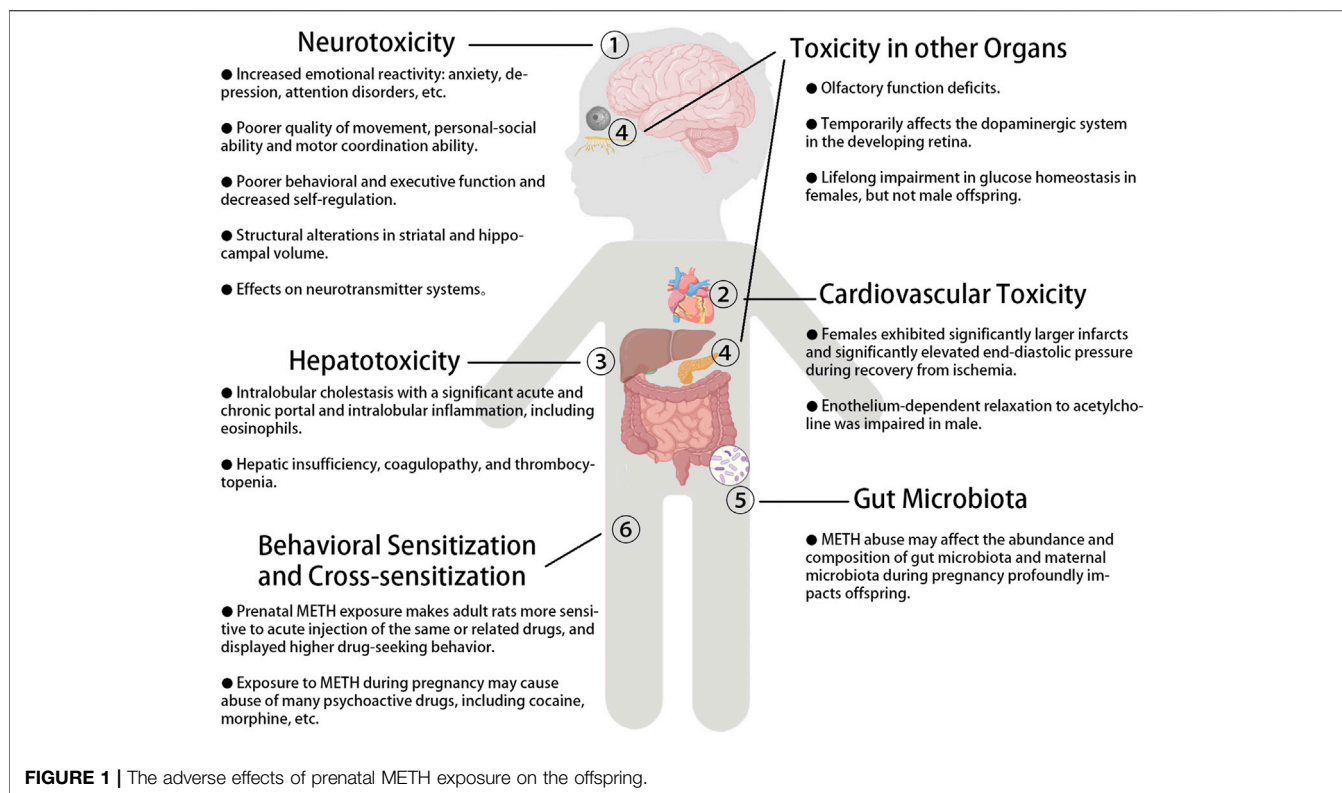 Neurotoxicity
● Increased emotional reactivity: anxiety, de-
pression, attention disorders, etc.
● Poorer quality of movement, personal-social
ability and motor coordination ability.
● Poorer behavioral and executive function and
decreased self-regulation.
● Structural alterations in striatal and hippo-
campal volume.
● Effects on neurotransmitter systems。
①
④
Toxicity in other Organs
● Olfactory function deficits.
● Temporarily affects the dopaminergic system
in the developing retina.
● Lifelong impairment in glucose homeostasis in
females, but not male offspring.
②
Cardiovascular Toxicity
● Females exhibited significantly larger infarcts
and significantly elevated end-diastolic pressure
during recovery from ischemia.
● Enothelium-dependent relaxation to acetylcho-
line was impaired in male.
Hepatotoxicity
③
④
● Intralobular cholestasis with a significant acute and
chronic portal and intralobular inflammation, including
eosinophils.
● Hepatic insufficiency, coagulopathy, and thrombocy-
topenia.
⑤
Gut Microbiota
● METH abuse may affect the abundance and
composition of gut microbiota and maternal
microbiota during pregnancy profoundly im-
pacts offspring.
⑥
Behavioral Sensitization
and Cross-sensitization
● Prenatal METH exposure makes adult rats more sensi-
tive to acute injection of the same or related drugs, and
displayed higher drug-seeking behavior.
● Exposure to METH during pregnancy may cause
abuse of many psychoactive drugs, including cocaine,
morphine, etc.
FIGURE 1 | The adverse effects of prenatal METH exposure on the offspring.